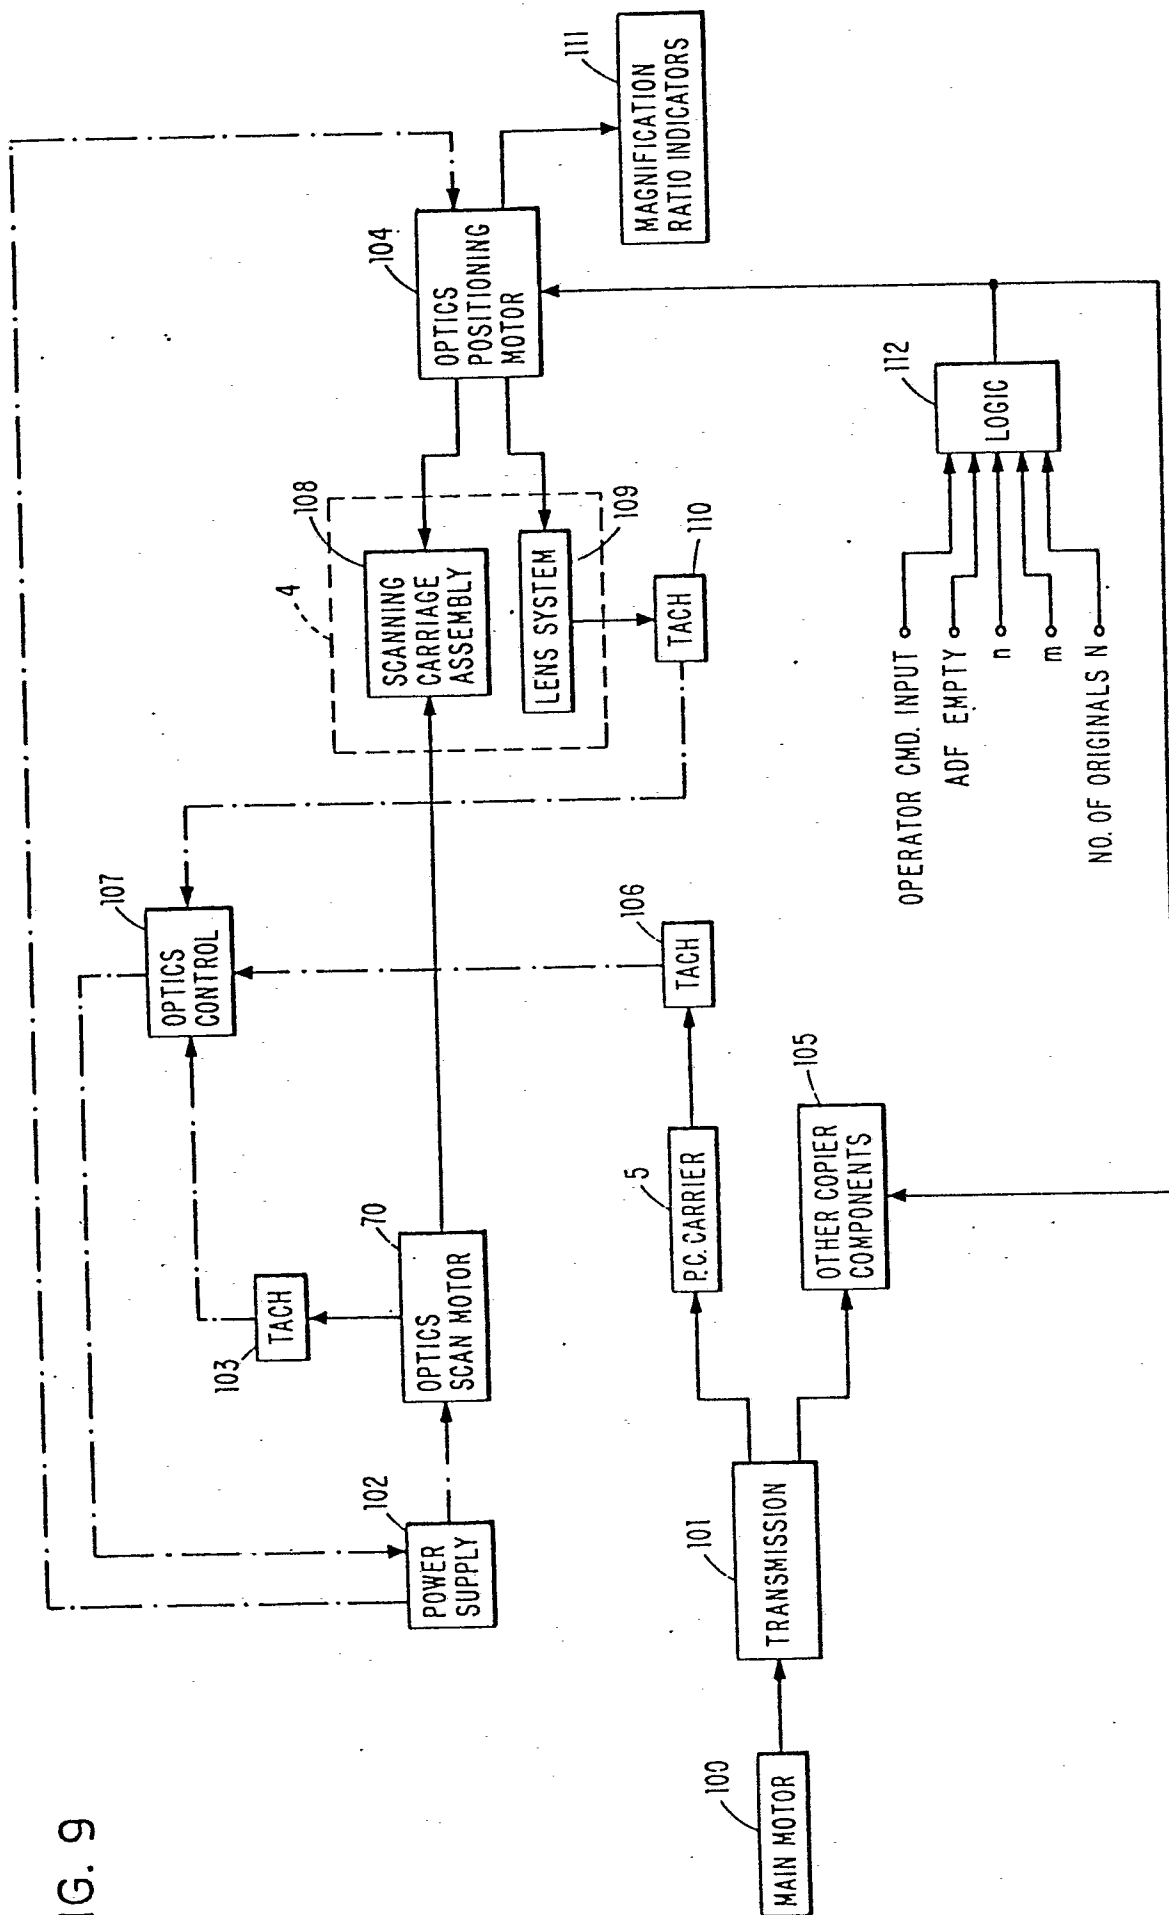 IG. 9
111
MAGNIFICATION
RATIO INDICATORS
104
OPTICS
POSITIONING
MOTOR
112
LOGIC
4
108
SCANNING
CARRIAGE
ASSEMBLY
109
LENS SYSTEM
110
TACH
OPERATOR CMD. INPUT
ADF EMPTY
n
m
NO. OF ORIGINALS N
107
OPTICS
CONTROL
106
TACH
103
TACH
70
OPTICS
SCAN MOTOR
5
P.C. CARRIER
105
OTHER COPIER
COMPONENTS
102
POWER
SUPPLY
101
TRANSMISSION
100
MAIN MOTOR